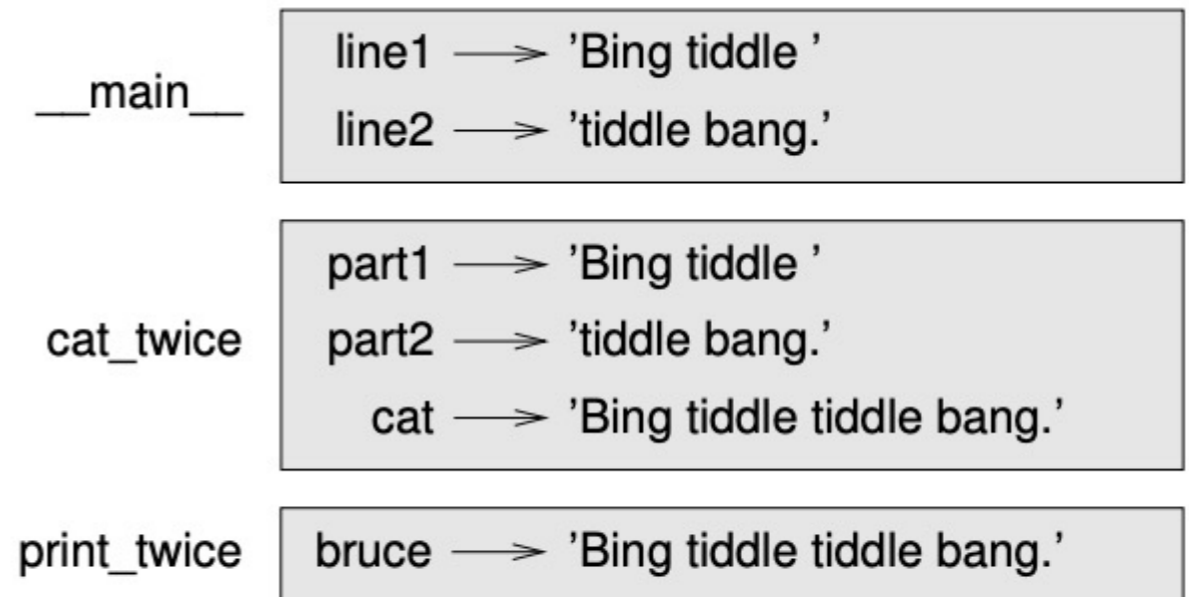 __main__
line1 ’Bing tiddle ’
line2 ’tiddle bang.’
cat_twice
part1 ’Bing tiddle ’
part2 ’tiddle bang.’
cat ’Bing tiddle tiddle bang.’
print_twice
bruce ’Bing tiddle tiddle bang.’